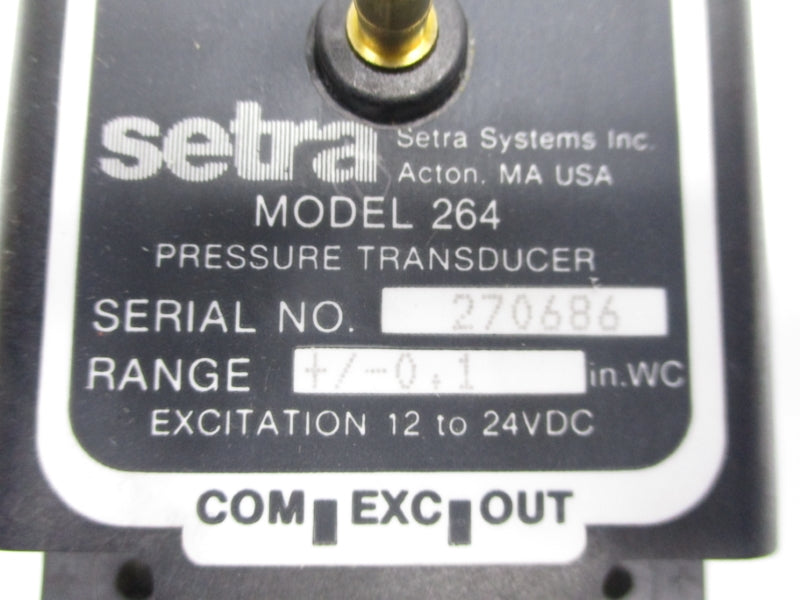 setra Setra Systems Inc.
Acton, MA USA
MODEL 264
PRESSURE TRANSDUCER
SERIAL NO. 270686
RANGE +/-0.1 in.WC
EXCITATION 12 to 24VDC
COM EXC OUT